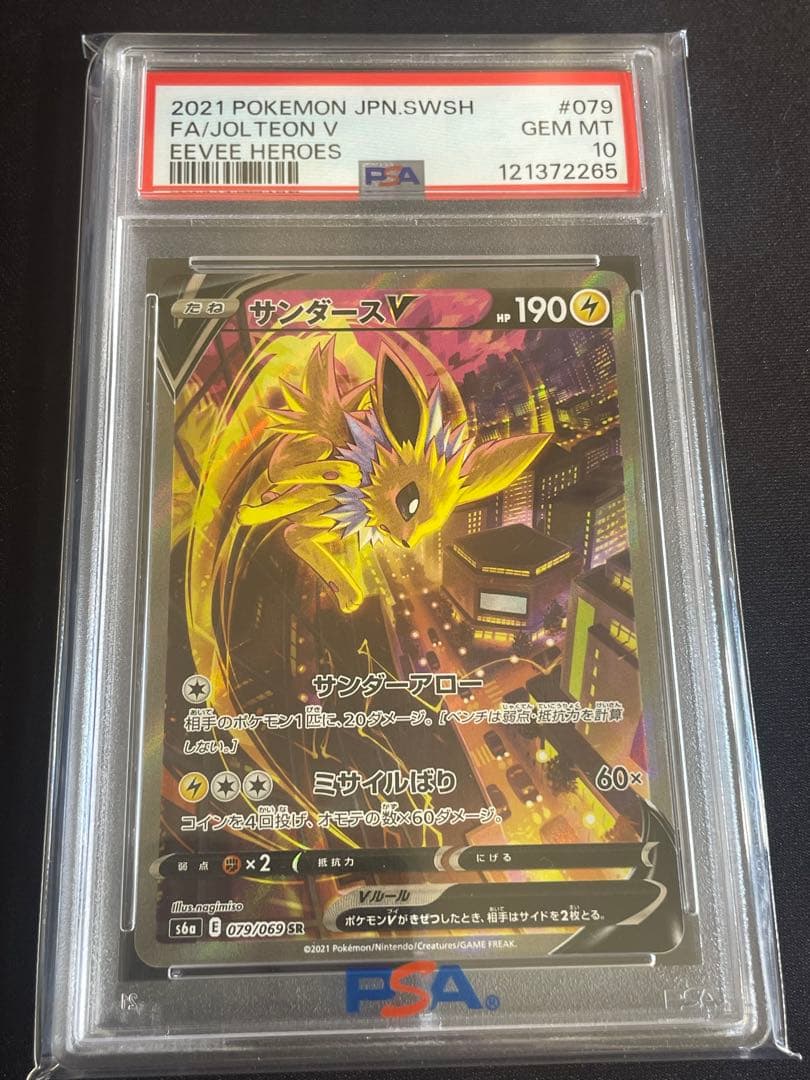 2021 POKEMON JPN.SWSH #079
FA/JOLTEON V GEM MT
EEVEE HEROES 10
PSA 121372265
たね サンダースV HP 190
サンダーアロー
相手のポケモン1匹に、20ダメージ。[ベンチは弱点・抵抗力を計算
しない。]
ミサイルばり 60×
コインを4回投げ、オモテの数×60ダメージ。
弱点 ×2 抵抗力 にげる
Vルール
ポケモンVがきぜつしたとき、相手はサイドを2枚とる。
Illus.nagimiso
s6a E 079/069 SR
©2021 Pokémon/Nintendo/Creatures/GAME FREAK.
PSA®
PSA